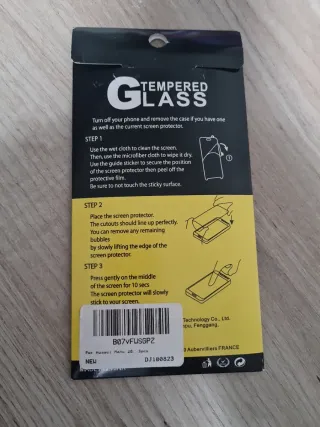 TEMPERED
GLASS
Turn off your phone and remove the case if you have one
as well as the current screen protector.
STEP 1
Use the wet cloth to clean the screen.
Then, use the microfiber cloth to wipe it dry.
Use the guide sticker to secure the position
of the screen protector then peel off the
protective film.
Be sure to not touch the sticky surface.
STEP 2
Place the screen protector.
The cutouts should line up perfectly.
You can remove any remaining
bubbles
by slowly lifting the edge of the
screen protector.
STEP 3
Press gently on the middle
of the screen for 10 secs
The screen protector will slowly
stick to your screen.
Technology Co., Ltd.
Fenggang,
Aubervilliers FRANCE
B07VFWSGPZ
NEW
DJ180823